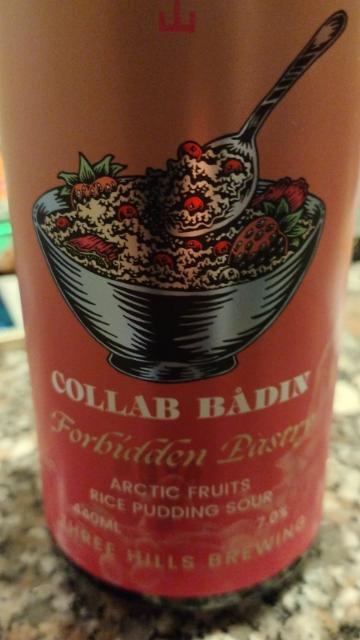 COLLAB BÅDIN
Forbidden Pastry
ARCTIC FRUITS
RICE PUDDING SOUR
440ML 7.0%
THREE HILLS BREWING